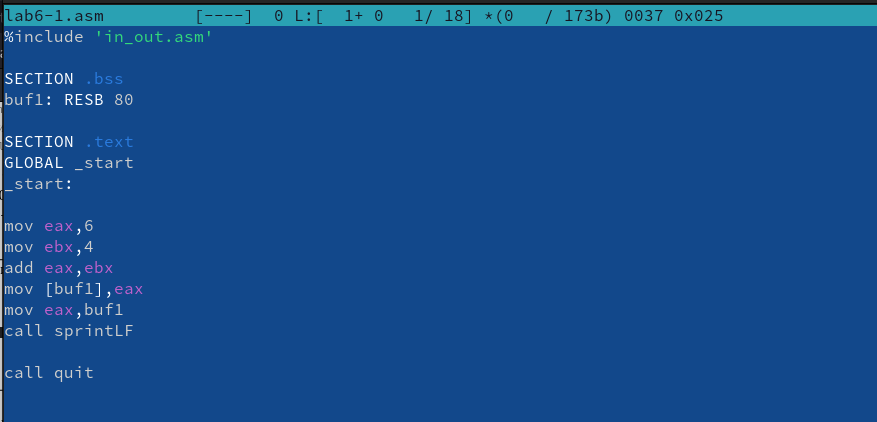 lab6-1.asm [----] 0 L:[ 1+ 0 1/ 18] *(0 / 173b) 0037 0x025
%include 'in_out.asm'
SECTION .bss
buf1: RESB 80
SECTION .text
GLOBAL _start
_start:
mov eax,6
mov ebx,4
add eax,ebx
mov [buf1],eax
mov eax,buf1
call sprintLF
call quit